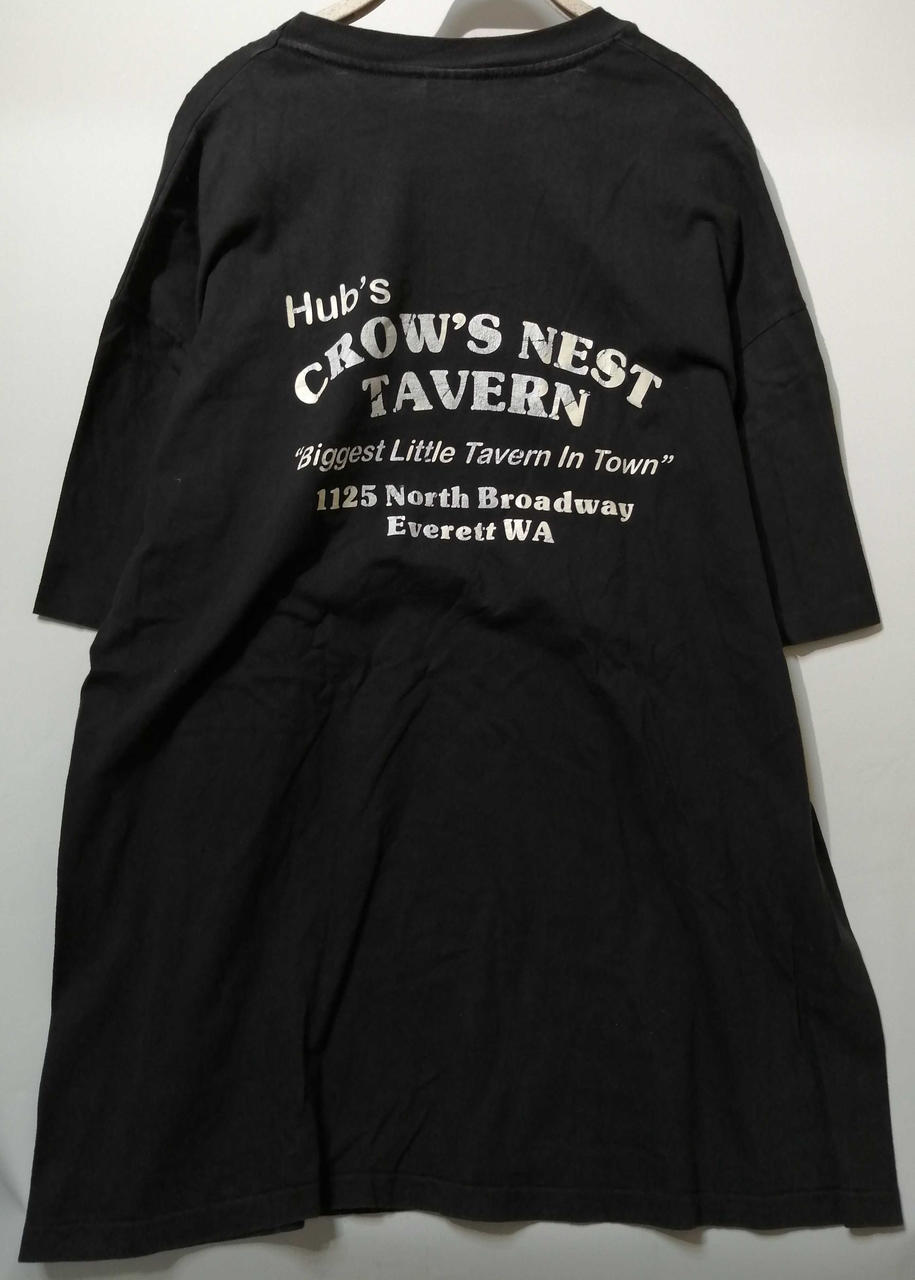 Hub's
CROW'S NEST
TAVERN
"Biggest Little Tavern In Town"
1125 North Broadway
Everett WA